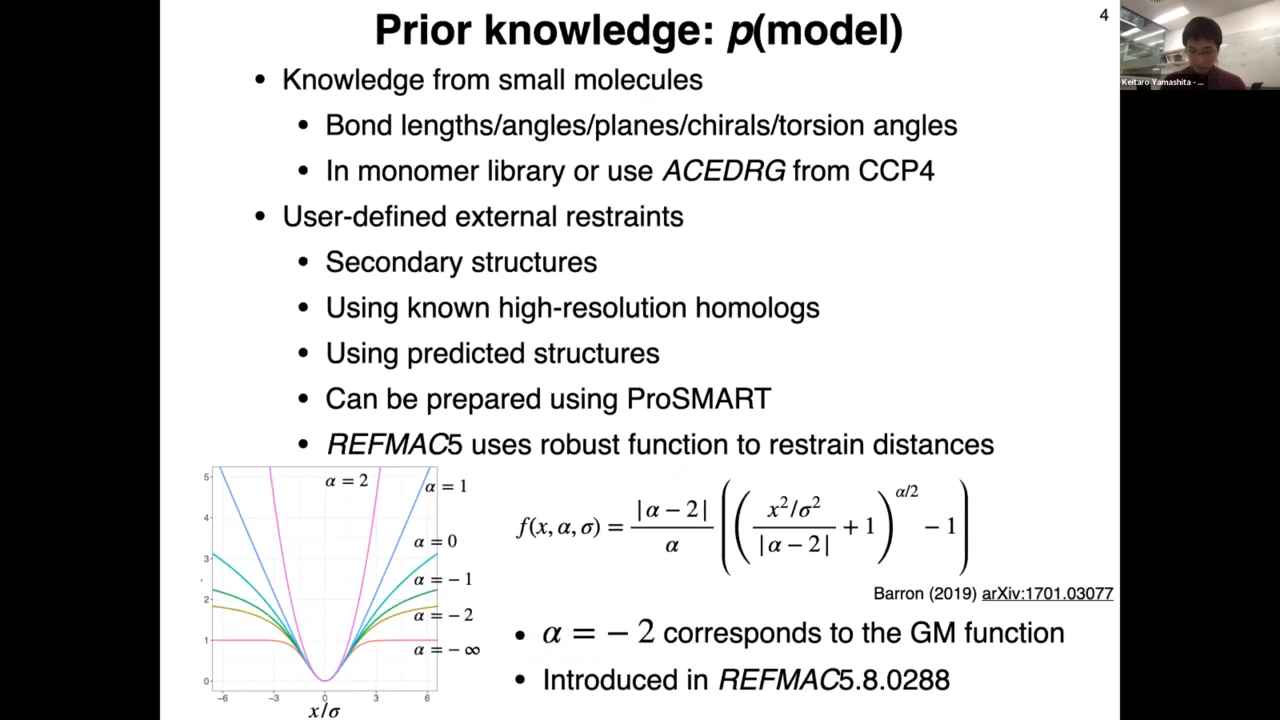 Prior knowledge: p(model)
4
Keitaro Yamashita - ...
• Knowledge from small molecules
• Bond lengths/angles/planes/chirals/torsion angles
• In monomer library or use ACEDRG from CCP4
• User-defined external restraints
• Secondary structures
• Using known high-resolution homologs
• Using predicted structures
• Can be prepared using ProSMART
• REFMAC5 uses robust function to restrain distances
5
4
3
2
1
0
−6
−3
0
3
6
x/σ
α = 2
α = 1
α = 0
α = − 1
α = − 2
α = − ∞
f(x, α, σ) = |α − 2| / α (((x²/σ²) / |α − 2| + 1)^(α/2) − 1)
Barron (2019) arXiv:1701.03077
• α = − 2 corresponds to the GM function
• Introduced in REFMAC5.8.0288